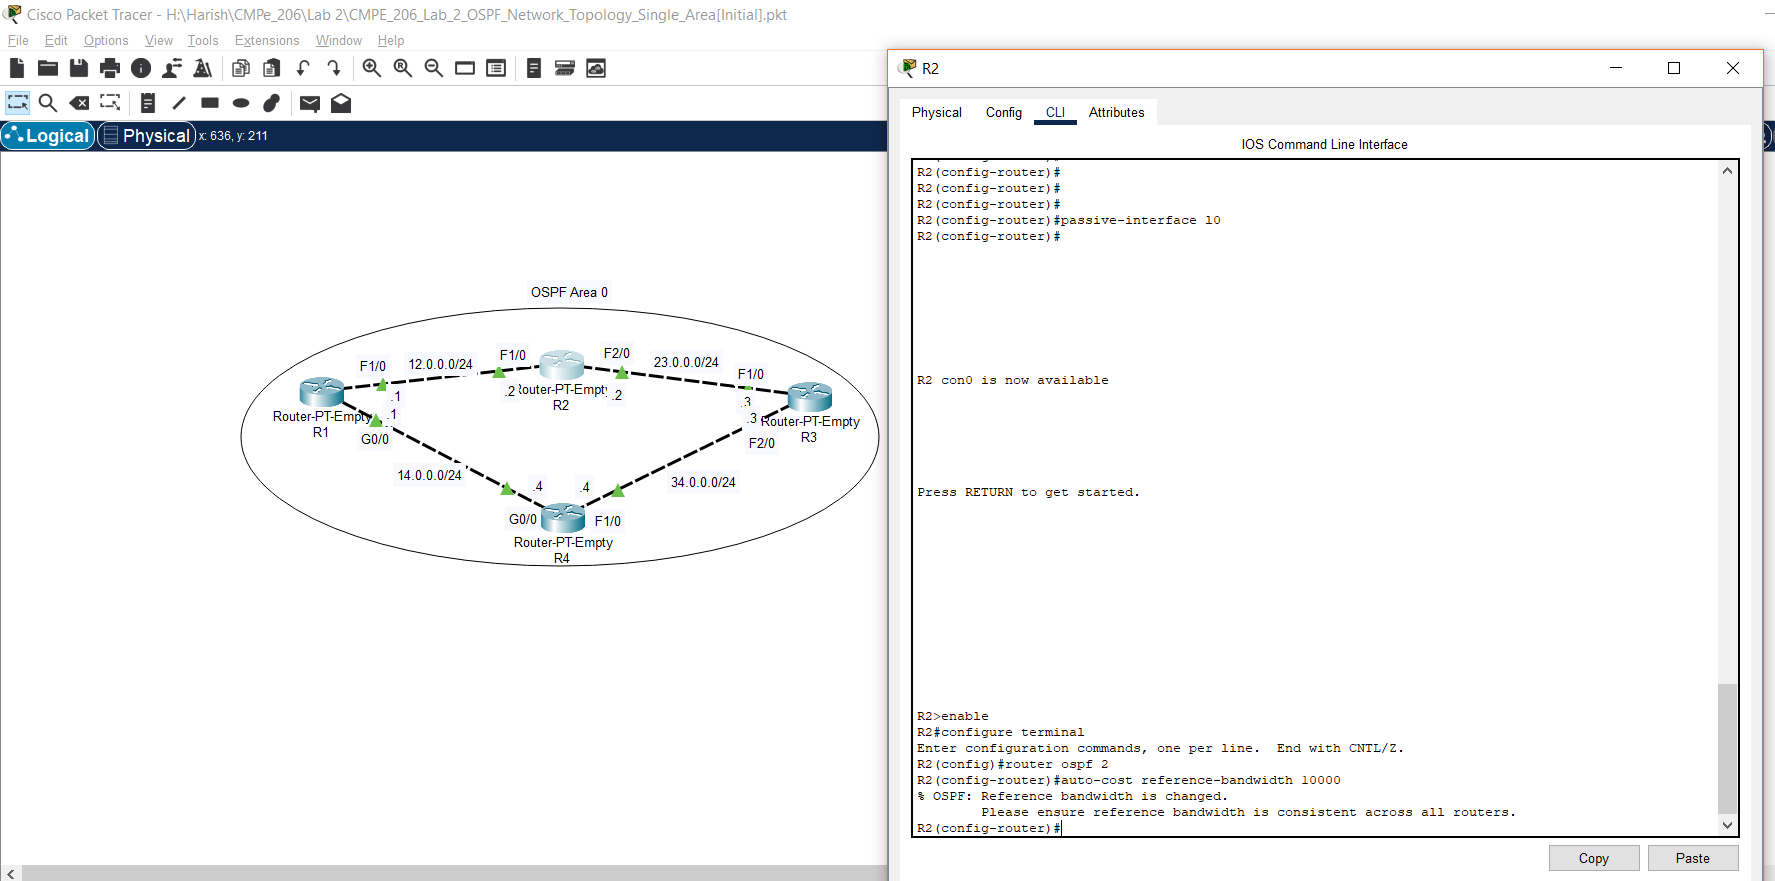 Cisco Packet Tracer - H:\Harish\CMPe_206\Lab 2\CMPE_206_Lab_2_OSPF_Network_Topology_Single_Area[Initial].pkt
File Edit Options View Tools Extensions Window Help
Logical Physical x: 636, y: 211
OSPF Area 0
F1/0 12.0.0.0/24 F1/0 F2/0 23.0.0.0/24 F1/0
.1 .2 .2 .3
Router-PT-Empty
R2
Router-PT-Empty
R1
.1
G0/0
.3 Router-PT-Empty
R3
F2/0
14.0.0.0/24 .4 .4 34.0.0.0/24
G0/0 F1/0
Router-PT-Empty
R4
R2
Physical Config CLI Attributes
IOS Command Line Interface
R2(config-router)#
R2(config-router)#
R2(config-router)#
R2(config-router)#passive-interface l0
R2(config-router)#
R2 con0 is now available
Press RETURN to get started.
R2>enable
R2#configure terminal
Enter configuration commands, one per line.  End with CNTL/Z.
R2(config)#router ospf 2
R2(config-router)#auto-cost reference-bandwidth 10000
% OSPF: Reference bandwidth is changed.
Please ensure reference bandwidth is consistent across all routers.
R2(config-router)#
Copy Paste